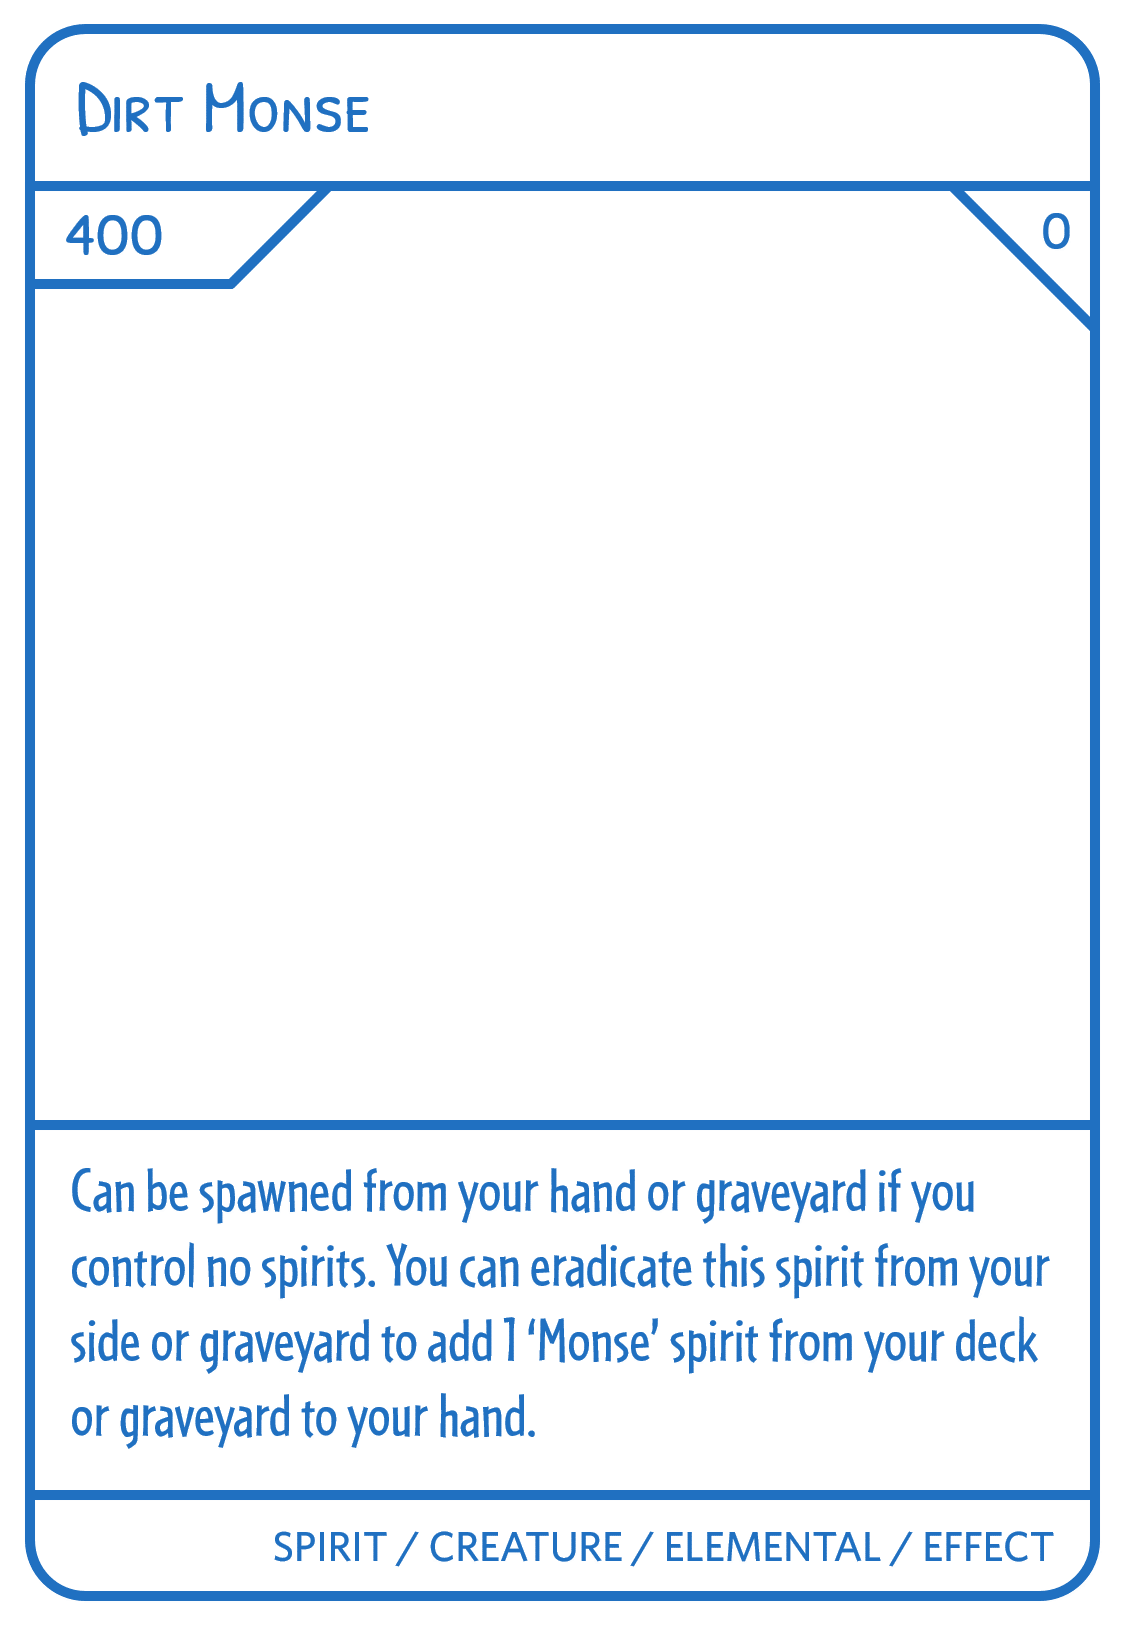 Dirt Monse
400
0
Can be spawned from your hand or graveyard if you
control no spirits. You can eradicate this spirit from your
side or graveyard to add 1 ‘Monse’ spirit from your deck
or graveyard to your hand.
SPIRIT / CREATURE / ELEMENTAL / EFFECT